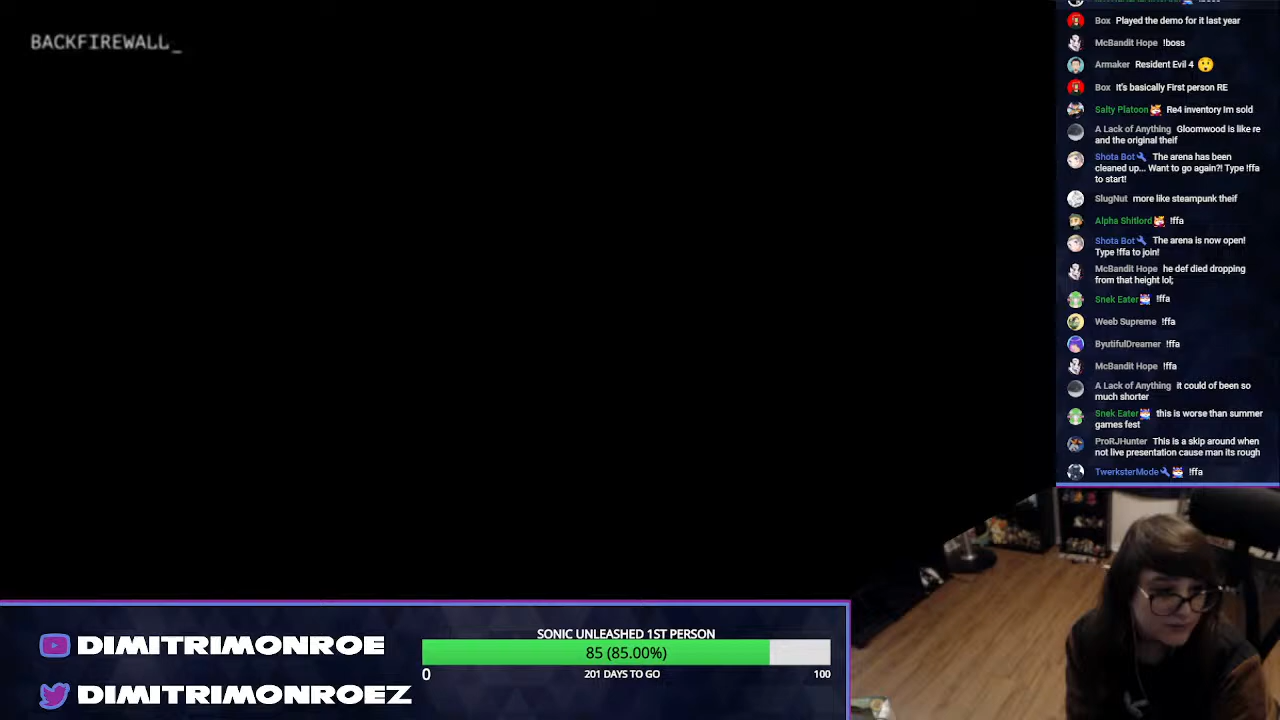 BACKFIREWALL_
Box Played the demo for it last year
McBandit Hope !boss
Armaker Resident Evil 4
Box It's basically First person RE
Salty Platoon Re4 inventory Im sold
A Lack of Anything Gloomwood is like re
and the original theif
Shota Bot The arena has been
cleaned up... Want to go again?! Type !ffa
to start!
SlugNut more like steampunk theif
Alpha Shitlord !ffa
Shota Bot The arena is now open!
Type !ffa to join!
McBandit Hope he def died dropping
from that height lol;
Snek Eater !ffa
Weeb Supreme !ffa
ByutifulDreamer !ffa
McBandit Hope !ffa
A Lack of Anything it could of been so
much shorter
Snek Eater this is worse than summer
games fest
ProRJHunter This is a skip around when
not live presentation cause man its rough
TwerksterMode !ffa
DIMITRIMONROE
DIMITRIMONROEZ
SONIC UNLEASHED 1ST PERSON
85 (85.00%)
0 201 DAYS TO GO 100